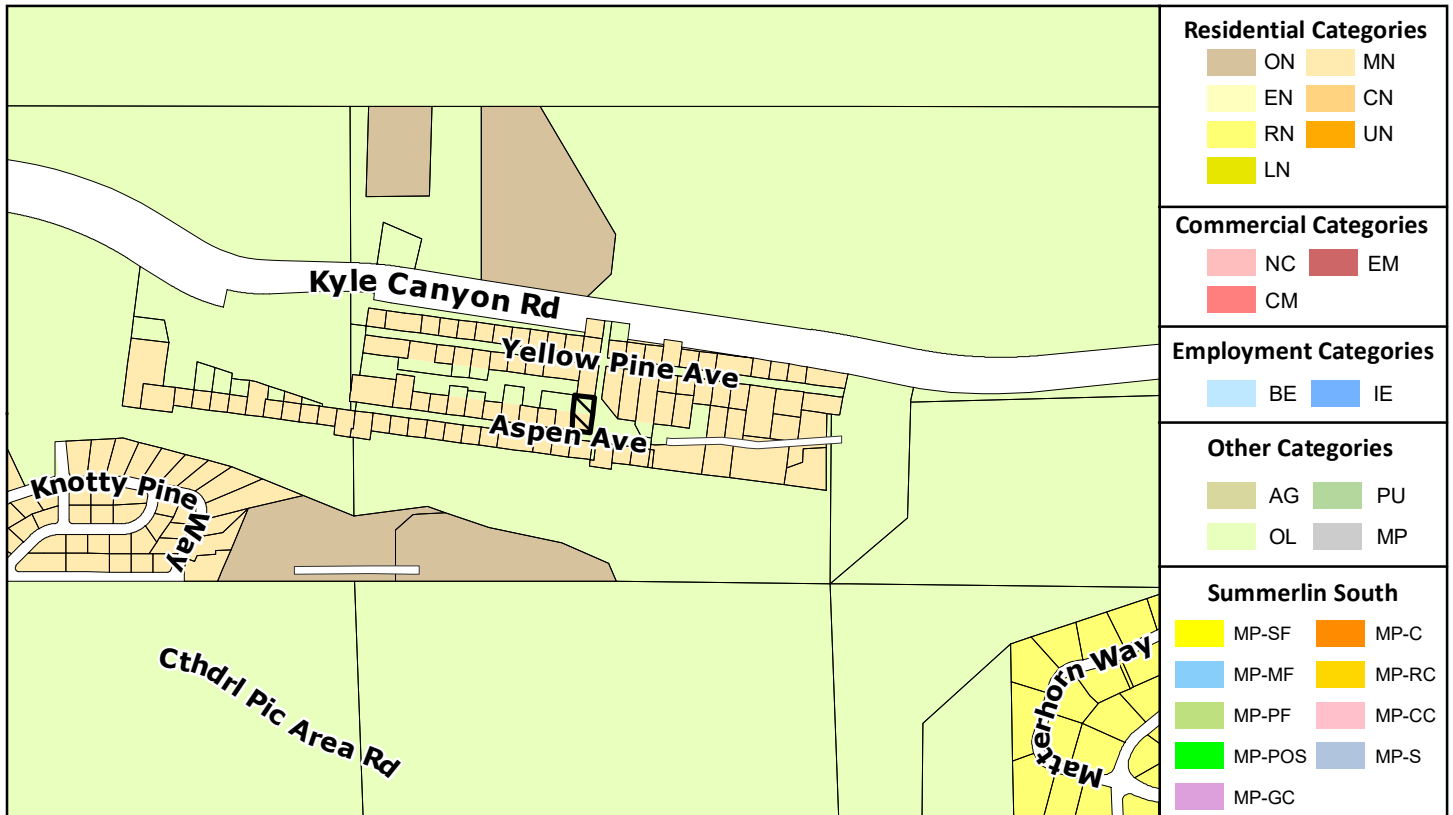 Kyle Canyon Rd
Yellow Pine Ave
Aspen Ave
Knotty Pine
Way
Cthdrl Pic Area Rd
Matterhorn Way
Residential Categories
ON MN
EN CN
RN UN
LN
Commercial Categories
NC EM
CM
Employment Categories
BE IE
Other Categories
AG PU
OL MP
Summerlin South
MP-SF MP-C
MP-MF MP-RC
MP-PF MP-CC
MP-POS MP-S
MP-GC